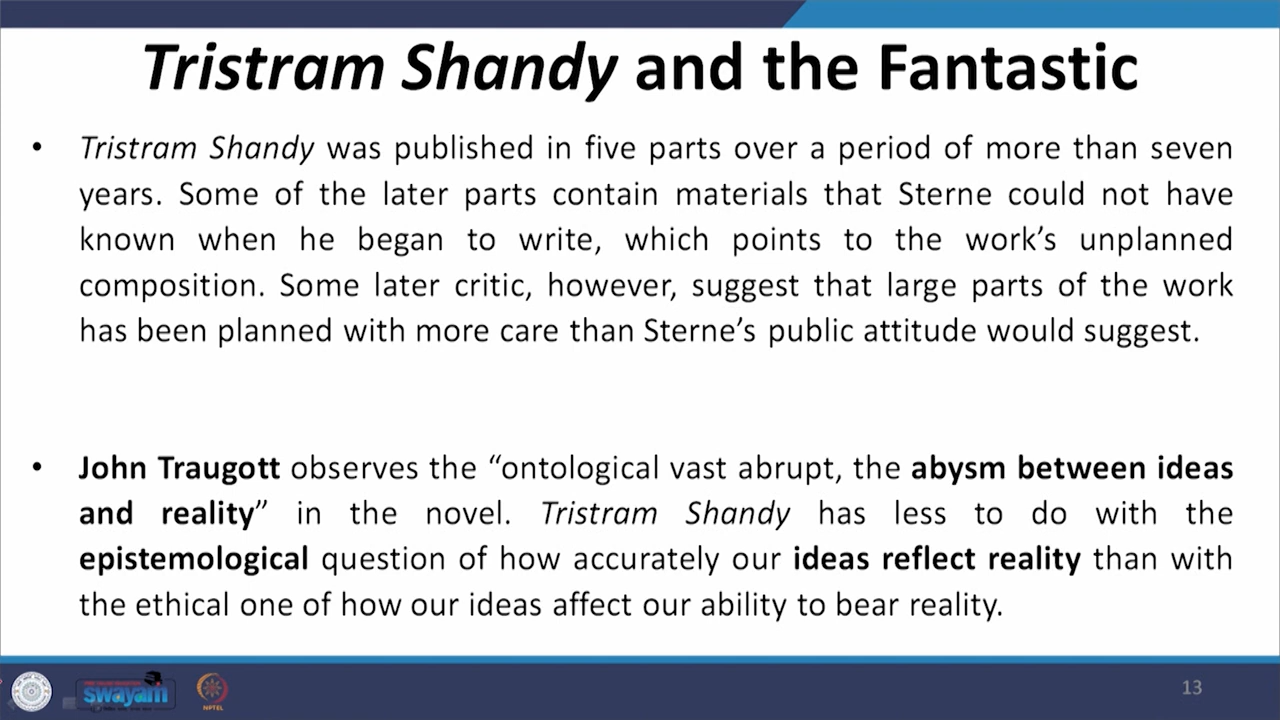 Tristram Shandy and the Fantastic
• Tristram Shandy was published in five parts over a period of more than seven
years. Some of the later parts contain materials that Sterne could not have
known when he began to write, which points to the work’s unplanned
composition. Some later critic, however, suggest that large parts of the work
has been planned with more care than Sterne’s public attitude would suggest.
• John Traugott observes the “ontological vast abrupt, the abysm between ideas
and reality” in the novel. Tristram Shandy has less to do with the
epistemological question of how accurately our ideas reflect reality than with
the ethical one of how our ideas affect our ability to bear reality.
swayam
NPTEL
13